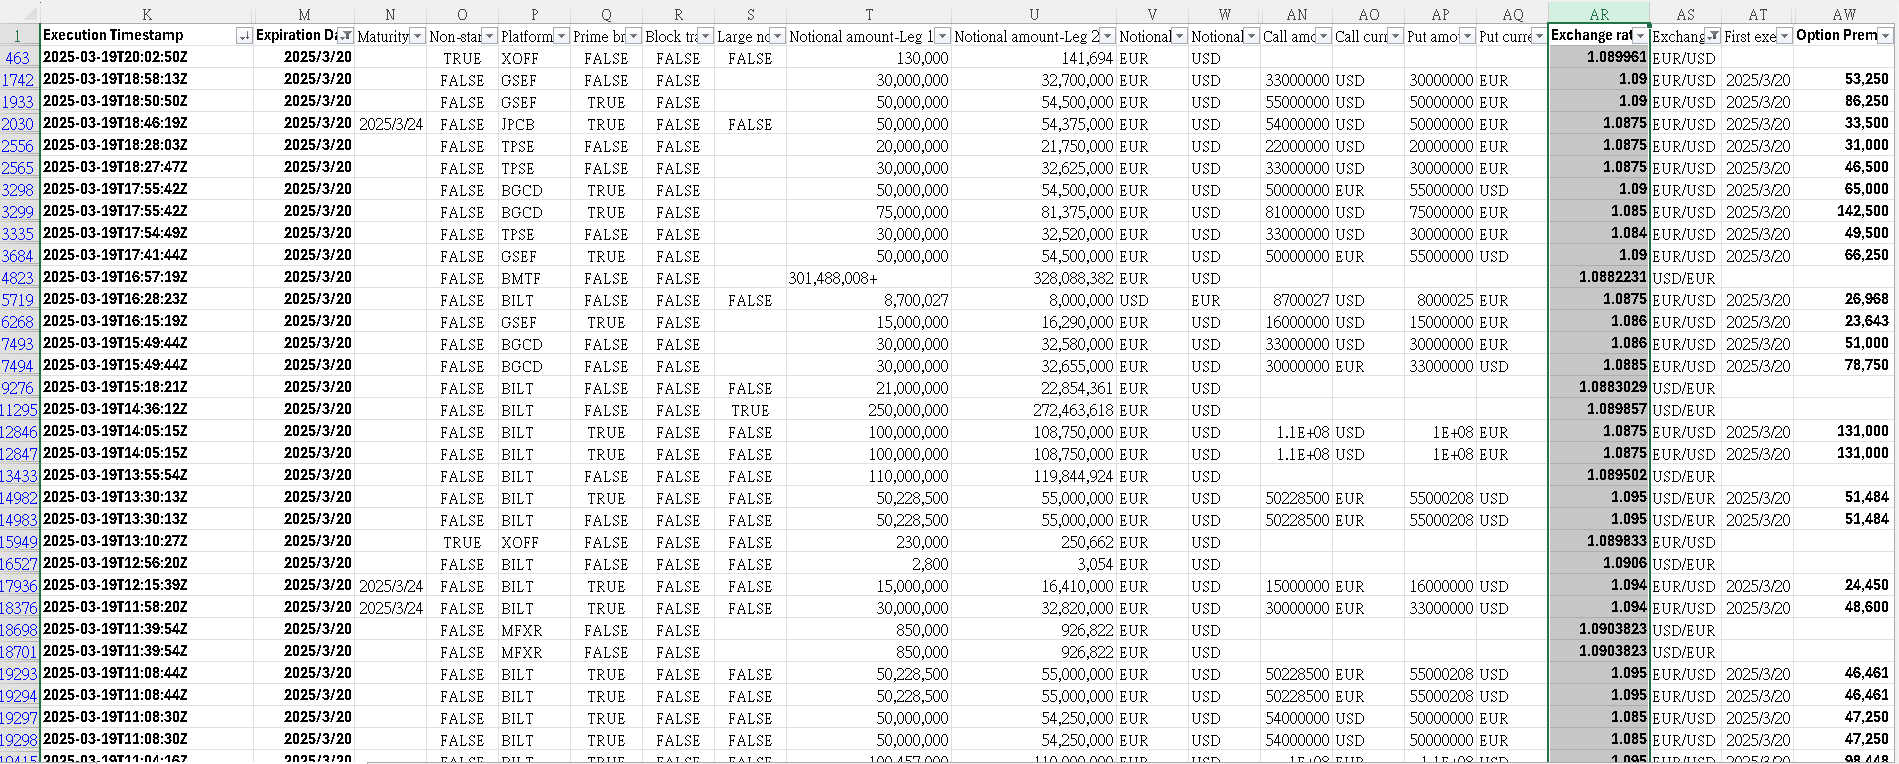 K M N O P Q R S T U V W AN AO AP AQ AR AS AT AW
1 Execution Timestamp Expiration Da Maturity Non-star Platform Prime br Block tra Large no Notional amount-Leg 1 Notional amount-Leg 2 Notional Notional Call amo Call curr Put amo Put curre Exchange rat Exchang First exe Option Prem
463 2025-03-19T20:02:50Z 2025/3/20 TRUE XOFF FALSE FALSE FALSE 130,000 141,694 EUR USD 1.089961 EUR/USD
1742 2025-03-19T18:58:13Z 2025/3/20 FALSE GSEF FALSE FALSE 30,000,000 32,700,000 EUR USD 33000000 USD 30000000 EUR 1.09 EUR/USD 2025/3/20 53,250
1933 2025-03-19T18:50:50Z 2025/3/20 FALSE GSEF TRUE FALSE 50,000,000 54,500,000 EUR USD 55000000 USD 50000000 EUR 1.09 EUR/USD 2025/3/20 86,250
2030 2025-03-19T18:46:19Z 2025/3/20 2025/3/24 FALSE JPCB TRUE FALSE FALSE 50,000,000 54,375,000 EUR USD 54000000 USD 50000000 EUR 1.0875 EUR/USD 2025/3/20 33,500
2556 2025-03-19T18:28:03Z 2025/3/20 FALSE TPSE FALSE FALSE 20,000,000 21,750,000 EUR USD 22000000 USD 20000000 EUR 1.0875 EUR/USD 2025/3/20 31,000
2565 2025-03-19T18:27:47Z 2025/3/20 FALSE TPSE FALSE FALSE 30,000,000 32,625,000 EUR USD 33000000 USD 30000000 EUR 1.0875 EUR/USD 2025/3/20 46,500
3298 2025-03-19T17:55:42Z 2025/3/20 FALSE BGCD TRUE FALSE 50,000,000 54,500,000 EUR USD 50000000 EUR 55000000 USD 1.09 EUR/USD 2025/3/20 65,000
3299 2025-03-19T17:55:42Z 2025/3/20 FALSE BGCD TRUE FALSE 75,000,000 81,375,000 EUR USD 81000000 USD 75000000 EUR 1.085 EUR/USD 2025/3/20 142,500
3335 2025-03-19T17:54:49Z 2025/3/20 FALSE TPSE FALSE FALSE 30,000,000 32,520,000 EUR USD 33000000 USD 30000000 EUR 1.084 EUR/USD 2025/3/20 49,500
3684 2025-03-19T17:41:44Z 2025/3/20 FALSE GSEF TRUE FALSE 50,000,000 54,500,000 EUR USD 50000000 EUR 55000000 USD 1.09 EUR/USD 2025/3/20 66,250
4823 2025-03-19T16:57:19Z 2025/3/20 FALSE BMTF FALSE FALSE 301,488,008+ 328,088,382 EUR USD 1.0882231 USD/EUR
5719 2025-03-19T16:28:23Z 2025/3/20 FALSE BILT FALSE FALSE FALSE 8,700,027 8,000,000 USD EUR 8700027 USD 8000025 EUR 1.0875 EUR/USD 2025/3/20 26,968
6268 2025-03-19T16:15:19Z 2025/3/20 FALSE GSEF TRUE FALSE 15,000,000 16,290,000 EUR USD 16000000 USD 15000000 EUR 1.086 EUR/USD 2025/3/20 23,643
7493 2025-03-19T15:49:44Z 2025/3/20 FALSE BGCD TRUE FALSE 30,000,000 32,580,000 EUR USD 33000000 USD 30000000 EUR 1.086 EUR/USD 2025/3/20 51,000
7494 2025-03-19T15:49:44Z 2025/3/20 FALSE BGCD TRUE FALSE 30,000,000 32,655,000 EUR USD 30000000 EUR 33000000 USD 1.0885 EUR/USD 2025/3/20 78,750
9276 2025-03-19T15:18:21Z 2025/3/20 FALSE BILT FALSE FALSE FALSE 21,000,000 22,854,361 EUR USD 1.0883029 USD/EUR
11295 2025-03-19T14:36:12Z 2025/3/20 FALSE BILT FALSE FALSE TRUE 250,000,000 272,463,618 EUR USD 1.089857 USD/EUR
12846 2025-03-19T14:05:15Z 2025/3/20 FALSE BILT TRUE FALSE FALSE 100,000,000 108,750,000 EUR USD 1.1E+08 USD 1E+08 EUR 1.0875 EUR/USD 2025/3/20 131,000
12847 2025-03-19T14:05:15Z 2025/3/20 FALSE BILT TRUE FALSE FALSE 100,000,000 108,750,000 EUR USD 1.1E+08 USD 1E+08 EUR 1.0875 EUR/USD 2025/3/20 131,000
13433 2025-03-19T13:55:54Z 2025/3/20 FALSE BILT FALSE FALSE FALSE 110,000,000 119,844,924 EUR USD 1.089502 USD/EUR
14982 2025-03-19T13:30:13Z 2025/3/20 FALSE BILT TRUE FALSE FALSE 50,228,500 55,000,000 EUR USD 50228500 EUR 55000208 USD 1.095 EUR/USD 2025/3/20 51,484
14983 2025-03-19T13:30:13Z 2025/3/20 FALSE BILT TRUE FALSE FALSE 50,228,500 55,000,000 EUR USD 50228500 EUR 55000208 USD 1.095 USD/EUR 2025/3/20 51,484
15949 2025-03-19T13:10:27Z 2025/3/20 TRUE XOFF FALSE FALSE FALSE 230,000 250,662 EUR USD 1.089833 EUR/USD
16527 2025-03-19T12:56:20Z 2025/3/20 FALSE BILT FALSE FALSE FALSE 2,800 3,054 EUR USD 1.0906 USD/EUR
17936 2025-03-19T12:15:39Z 2025/3/20 2025/3/24 FALSE BILT TRUE FALSE FALSE 15,000,000 16,410,000 EUR USD 15000000 EUR 16000000 USD 1.094 EUR/USD 2025/3/20 24,450
18376 2025-03-19T11:58:20Z 2025/3/20 2025/3/24 FALSE BILT TRUE FALSE FALSE 30,000,000 32,820,000 EUR USD 30000000 EUR 33000000 USD 1.094 EUR/USD 2025/3/20 48,600
18698 2025-03-19T11:39:54Z 2025/3/20 FALSE MFXR FALSE FALSE 850,000 926,822 EUR USD 1.0903823 USD/EUR
18701 2025-03-19T11:39:54Z 2025/3/20 FALSE MFXR FALSE FALSE 850,000 926,822 EUR USD 1.0903823 USD/EUR
19293 2025-03-19T11:08:44Z 2025/3/20 FALSE BILT TRUE FALSE FALSE 50,228,500 55,000,000 EUR USD 50228500 EUR 55000208 USD 1.095 EUR/USD 2025/3/20 46,461
19294 2025-03-19T11:08:44Z 2025/3/20 FALSE BILT TRUE FALSE FALSE 50,228,500 55,000,000 EUR USD 50228500 EUR 55000208 USD 1.095 USD/EUR 2025/3/20 46,461
19297 2025-03-19T11:08:30Z 2025/3/20 FALSE BILT TRUE FALSE FALSE 50,000,000 54,250,000 EUR USD 54000000 USD 50000000 EUR 1.085 EUR/USD 2025/3/20 47,250
19298 2025-03-19T11:08:30Z 2025/3/20 FALSE BILT TRUE FALSE FALSE 50,000,000 54,250,000 EUR USD 54000000 USD 50000000 EUR 1.085 EUR/USD 2025/3/20 47,250
19415 2025-03-19T11:04:16Z 2025/3/20 FALSE BILT TRUE FALSE FALSE 110,000,000 EUR USD 1E+08 EUR 1.1E+08 USD 1.095 EUR/USD 2025/3/20 98,448